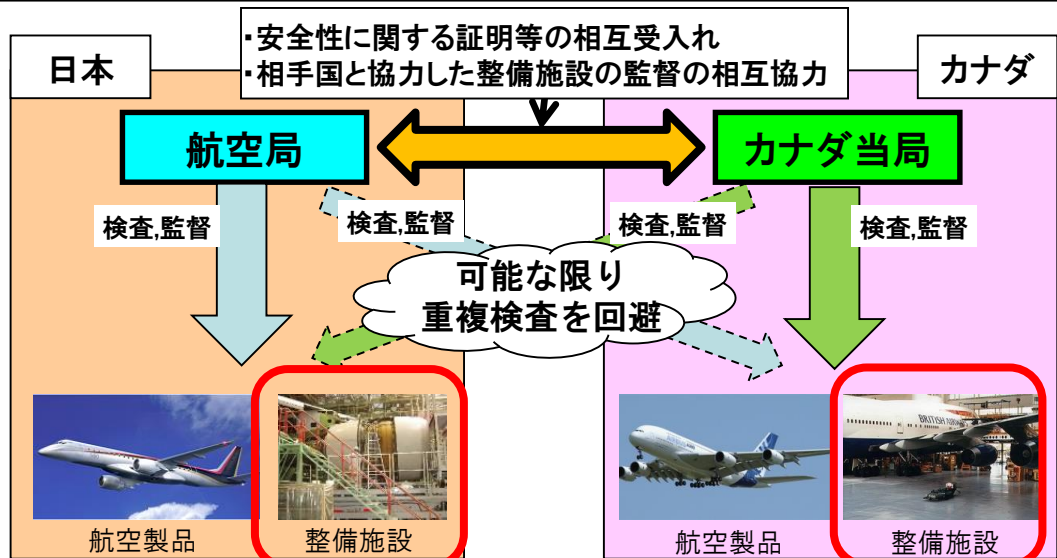 ・安全性に関する証明等の相互受入れ
・相手国と協力した整備施設の監督の相互協力
日本
カナダ
航空局
カナダ当局
検査,監督
検査,監督
検査,監督
検査,監督
可能な限り
重複検査を回避
BRITISH AIRWAYS
航空製品
整備施設
航空製品
整備施設